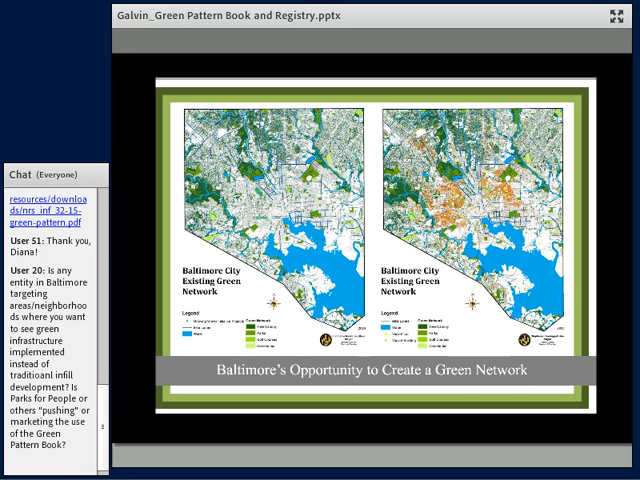 Galvin_Green Pattern Book and Registry.pptx
Chat (Everyone)
resources/downloa
ds/nrs_inf_32-15-
green-pattern.pdf
User 51: Thank you,
Diana!
User 20: Is any
entity in Baltimore
targeting
areas/neighborhoo
ds where you want
to see green
infrastructure
implemented
instead of
traditioanl infill
development? Is
Parks for People or
others "pushing" or
marketing the use
of the Green
Pattern Book?
Baltimore City
Existing Green
Network
Legend
Baltimore City
Existing Green
Network
Legend
Baltimore's Opportunity to Create a Green Network